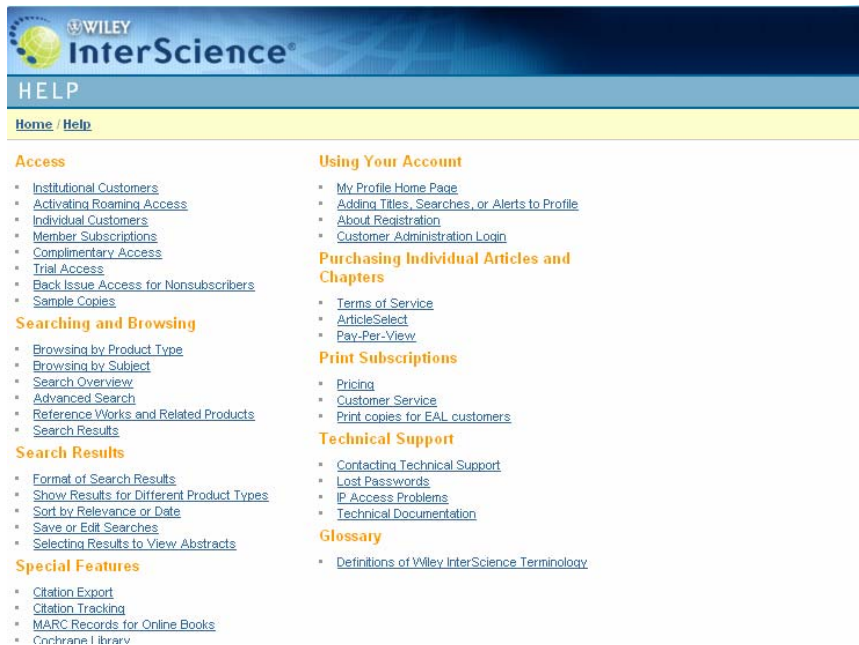 WILEY
InterScience®
HELP
Home / Help
Access
Institutional Customers
Activating Roaming Access
Individual Customers
Member Subscriptions
Complimentary Access
Trial Access
Back Issue Access for Nonsubscribers
Sample Copies
Searching and Browsing
Browsing by Product Type
Browsing by Subject
Search Overview
Advanced Search
Reference Works and Related Products
Search Results
Search Results
Format of Search Results
Show Results for Different Product Types
Sort by Relevance or Date
Save or Edit Searches
Selecting Results to View Abstracts
Special Features
Citation Export
Citation Tracking
MARC Records for Online Books
Cochrane Library
Using Your Account
My Profile Home Page
Adding Titles, Searches, or Alerts to Profile
About Registration
Customer Administration Login
Purchasing Individual Articles and
Chapters
Terms of Service
ArticleSelect
Pay-Per-View
Print Subscriptions
Pricing
Customer Service
Print copies for EAL customers
Technical Support
Contacting Technical Support
Lost Passwords
IP Access Problems
Technical Documentation
Glossary
Definitions of Wiley InterScience Terminology